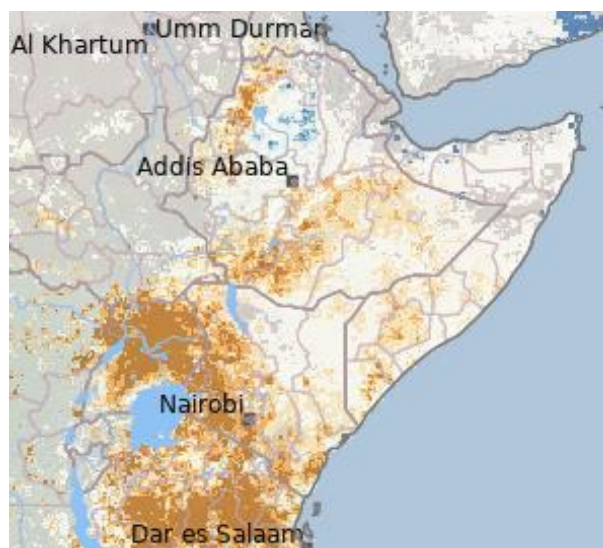 Umm Durman
Al Khartum
Addis Ababa
Nairobi
Dar es Salaam